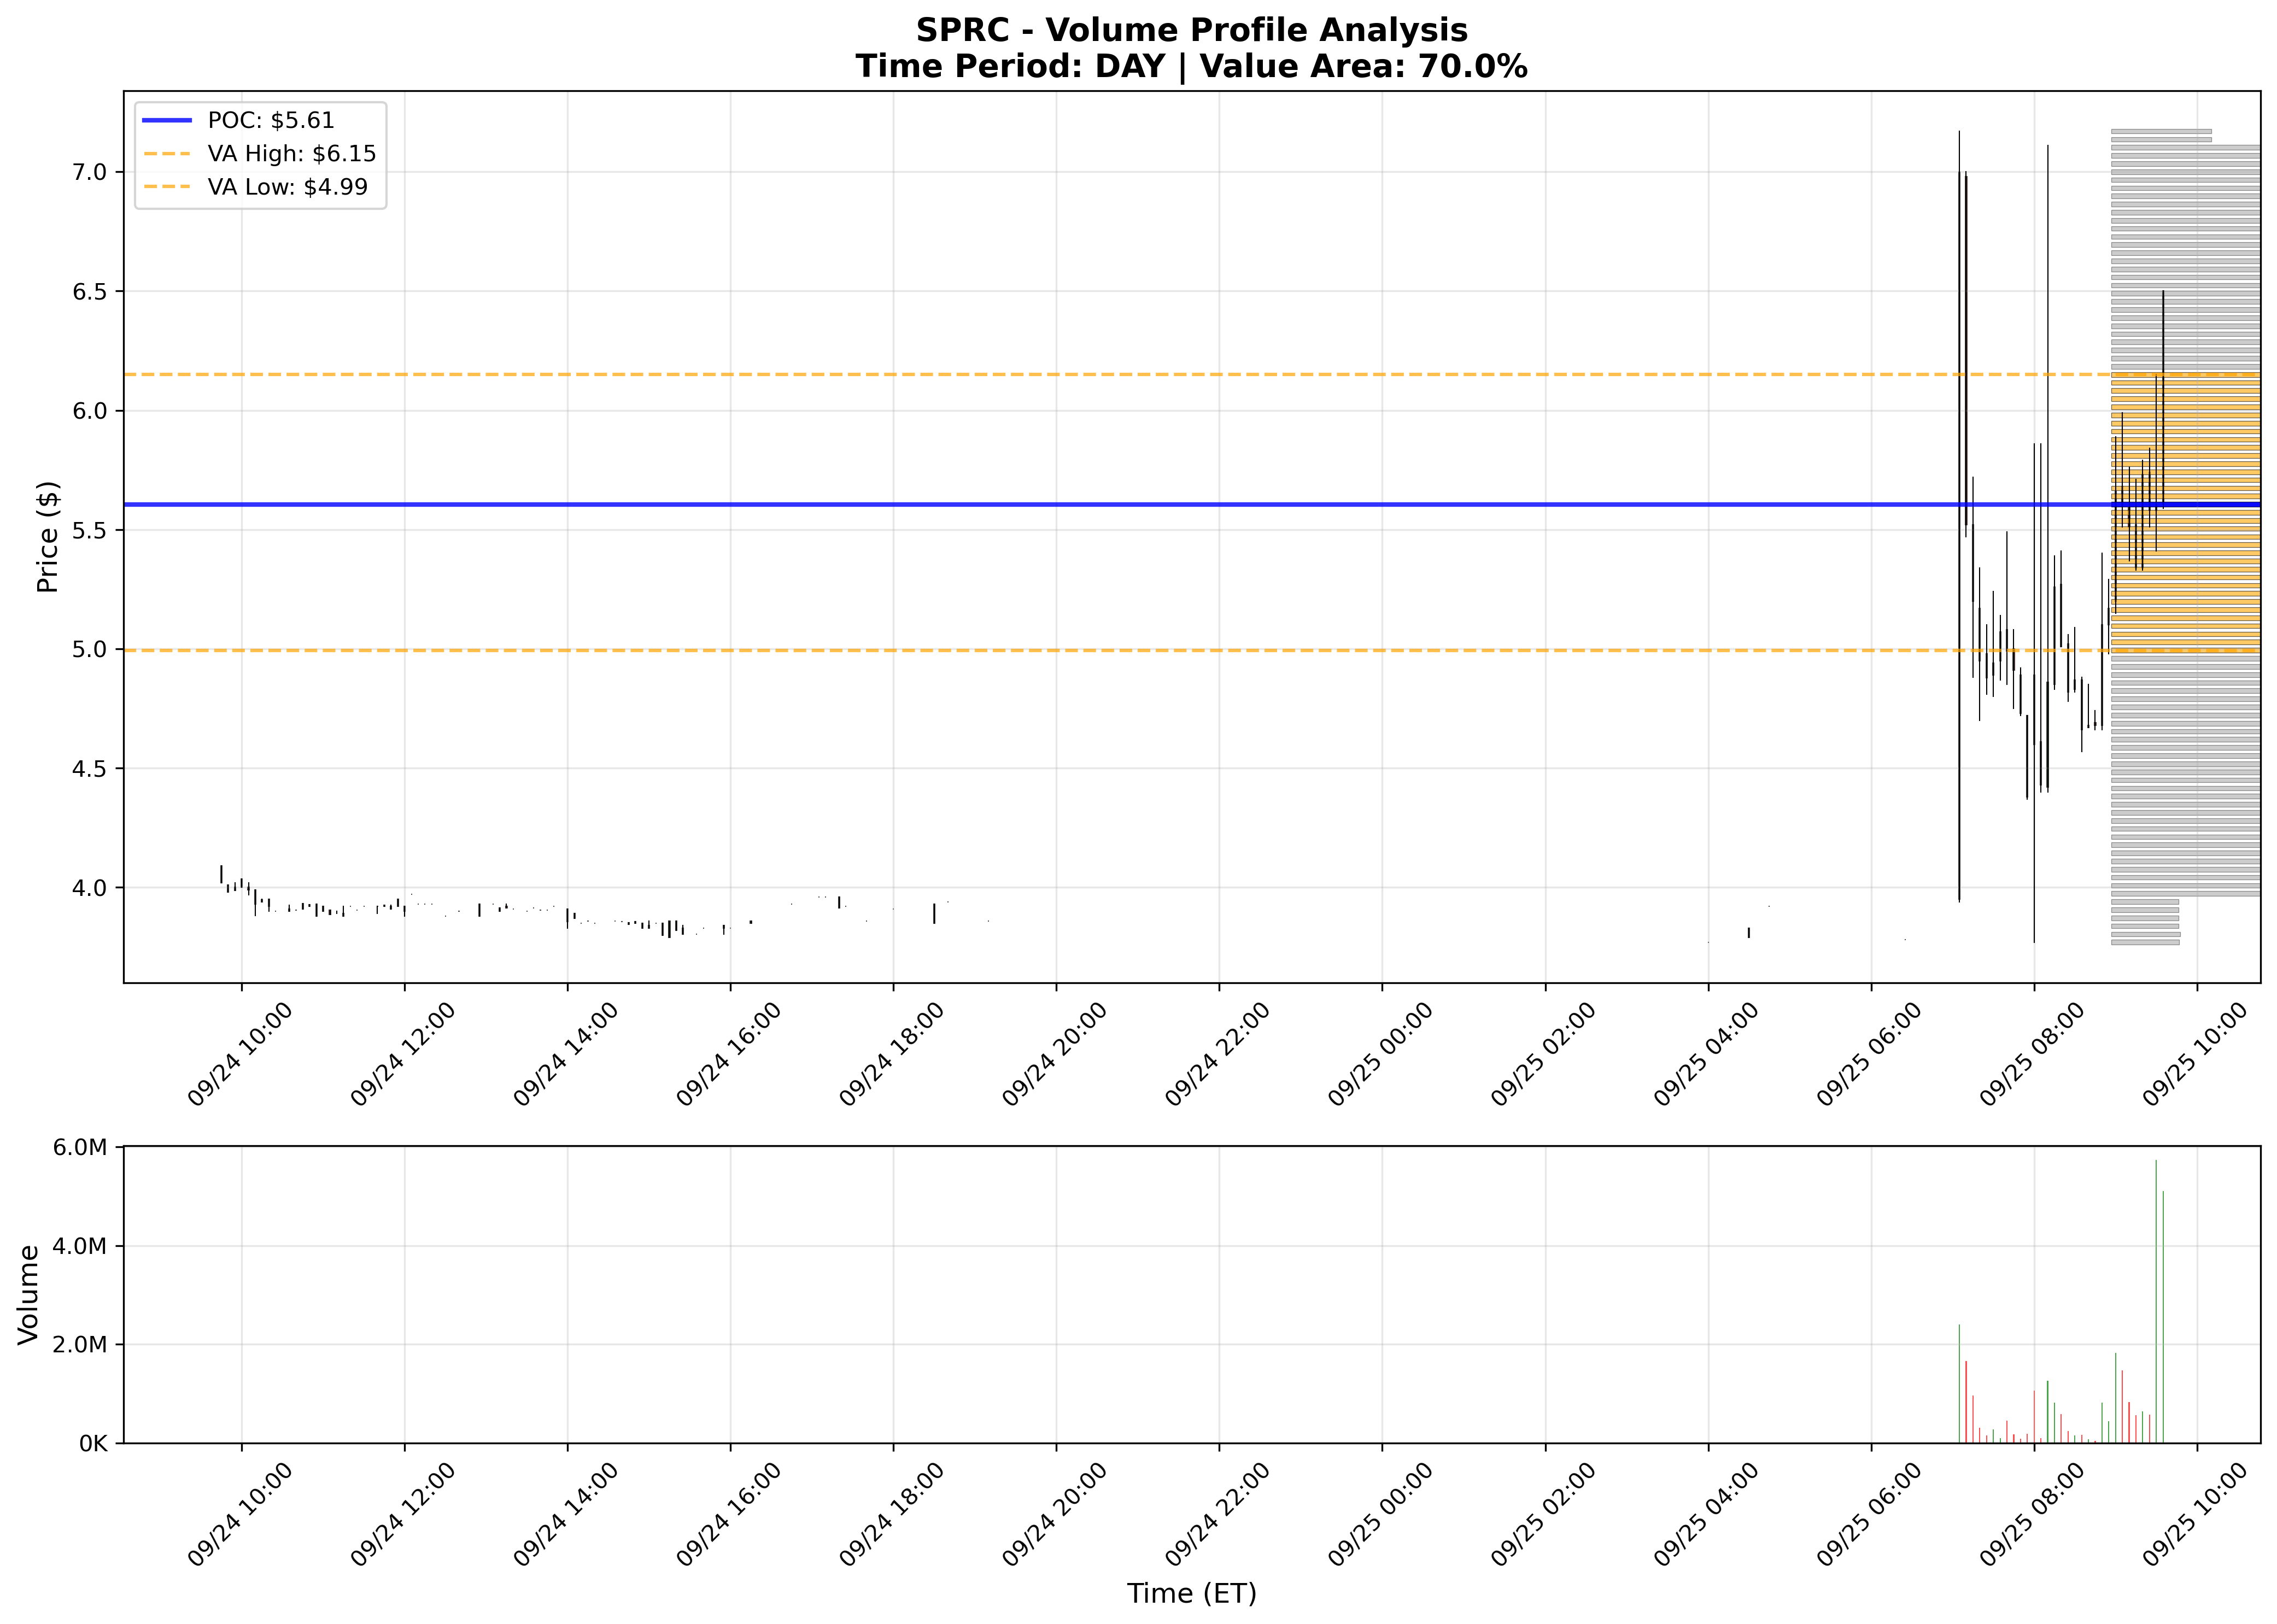 SPRC - Volume Profile Analysis
Time Period: DAY | Value Area: 70.0%
POC: $5.61
VA High: $6.15
VA Low: $4.99
Price ($)
7.0
6.5
6.0
5.5
5.0
4.5
4.0
09/24 10:00
09/24 12:00
09/24 14:00
09/24 16:00
09/24 18:00
09/24 20:00
09/24 22:00
09/25 00:00
09/25 02:00
09/25 04:00
09/25 06:00
09/25 08:00
09/25 10:00
Volume
6.0M
4.0M
2.0M
0K
09/24 10:00
09/24 12:00
09/24 14:00
09/24 16:00
09/24 18:00
09/24 20:00
09/24 22:00
09/25 00:00
09/25 02:00
09/25 04:00
09/25 06:00
09/25 08:00
09/25 10:00
Time (ET)